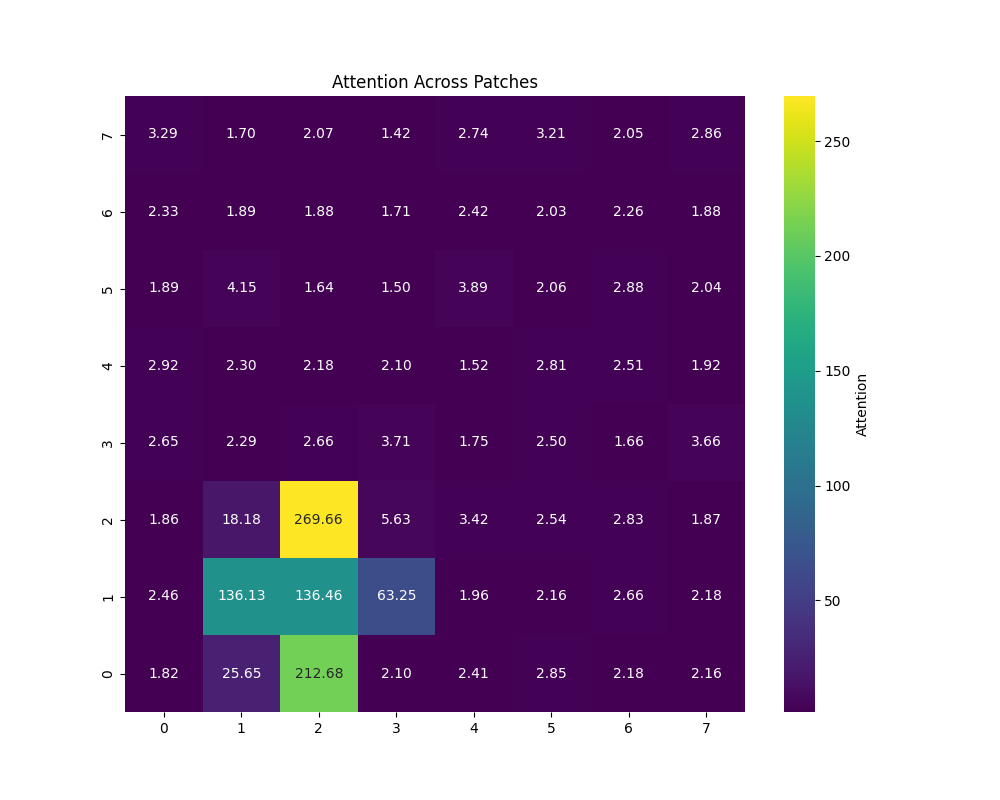 Attention Across Patches
7 3.29 1.70 2.07 1.42 2.74 3.21 2.05 2.86
6 2.33 1.89 1.88 1.71 2.42 2.03 2.26 1.88
5 1.89 4.15 1.64 1.50 3.89 2.06 2.88 2.04
4 2.92 2.30 2.18 2.10 1.52 2.81 2.51 1.92
3 2.65 2.29 2.66 3.71 1.75 2.50 1.66 3.66
2 1.86 18.18 269.66 5.63 3.42 2.54 2.83 1.87
1 2.46 136.13 136.46 63.25 1.96 2.16 2.66 2.18
0 1.82 25.65 212.68 2.10 2.41 2.85 2.18 2.16
0 1 2 3 4 5 6 7
250
200
150
100
50
Attention